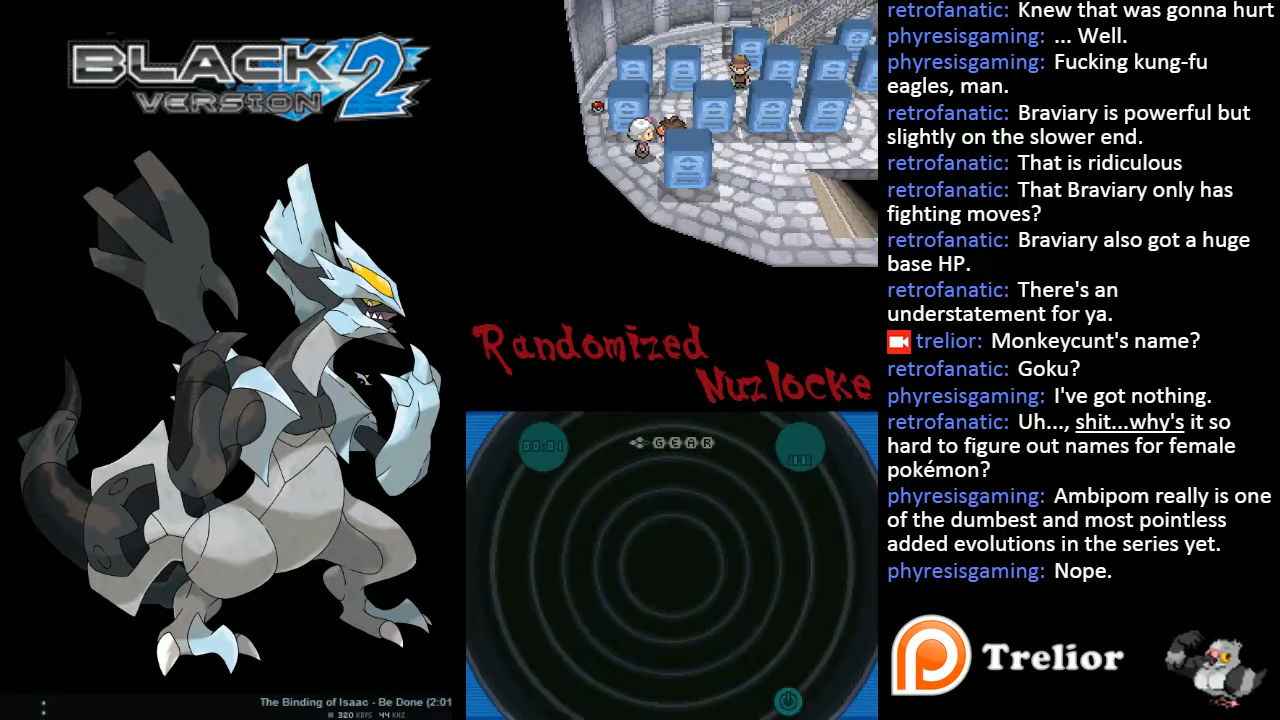 BLACK 2
VERSION
Randomized
Nuzlocke
00:01
GEAR
The Binding of Isaac - Be Done (2:01
320 KBPS 44 KHZ
retrofanatic: Knew that was gonna hurt
phyresisgaming: ... Well.
phyresisgaming: Fucking kung-fu
eagles, man.
retrofanatic: Braviary is powerful but
slightly on the slower end.
retrofanatic: That is ridiculous
retrofanatic: That Braviary only has
fighting moves?
retrofanatic: Braviary also got a huge
base HP.
retrofanatic: There's an
understatement for ya.
trelior: Monkeycunt's name?
retrofanatic: Goku?
phyresisgaming: I've got nothing.
retrofanatic: Uh..., shit...why's it so
hard to figure out names for female
pokémon?
phyresisgaming: Ambipom really is one
of the dumbest and most pointless
added evolutions in the series yet.
phyresisgaming: Nope.
Trelior